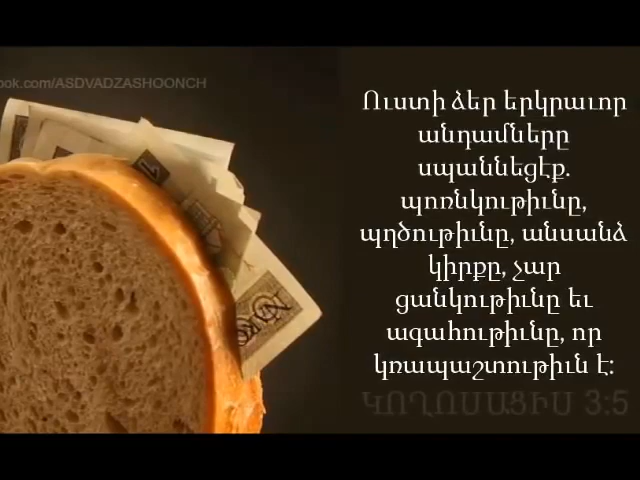 ook.com/ASDVADZASHOONCH
Ուստի ձեր երկրաւոր
անդամները
սպաննեցէք.
պոռնկութիւնը,
պղծութիւնը, անսանձ
կիրքը, չար
ցանկութիւնը եւ
ագահութիւնը, որ
կռապաշտութիւն է:
ԿՈՂՈՍԱՑԻՍ 3:5